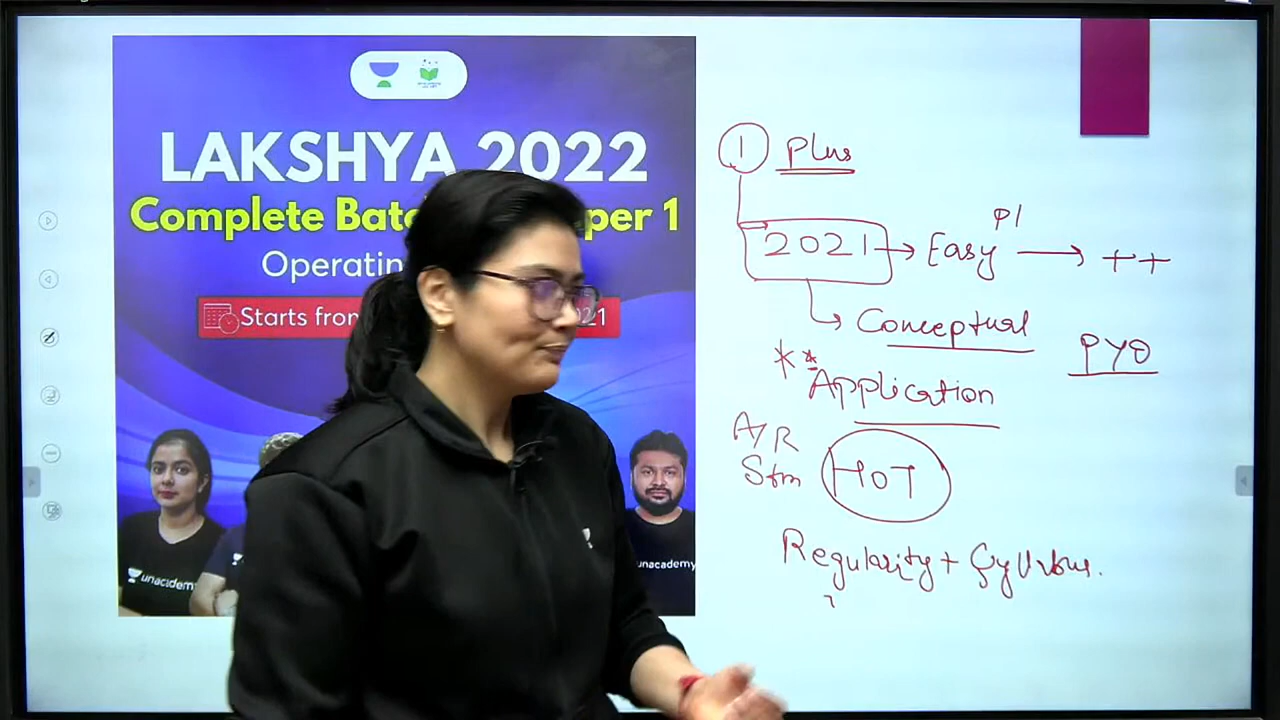 LAKSHYA 2022
Complete Bat per 1
Operatin
Starts from 21
unacademy
unacademy
1 Plus
2021 → Easy P1 → ++
Conceptual
PYQ
** Application
A/R
Stm
HOT
Regularity + Syllabus.